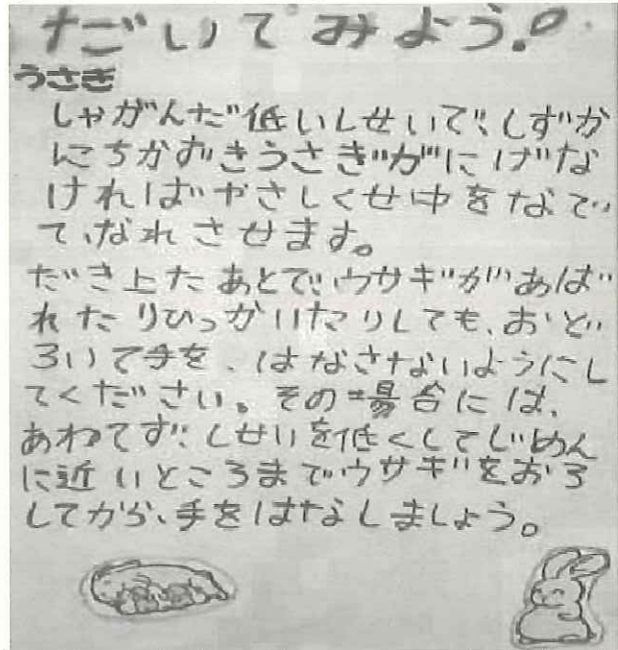 だいてみよう!
うさぎ
しゃがんだ低いしせいで、しずか
にちかずきうさぎがにげな
ければやさしくせ中をなで
て、なれさせます。
だき上たあとで、ウサギがあば
れたりひっかいたりしても、おど
ろいて手を、はなさないようにし
てください。その場合には、
あわてず、しせいを低くしてじめん
に近いところまでウサギをおろ
してから、手をはなしましょう。